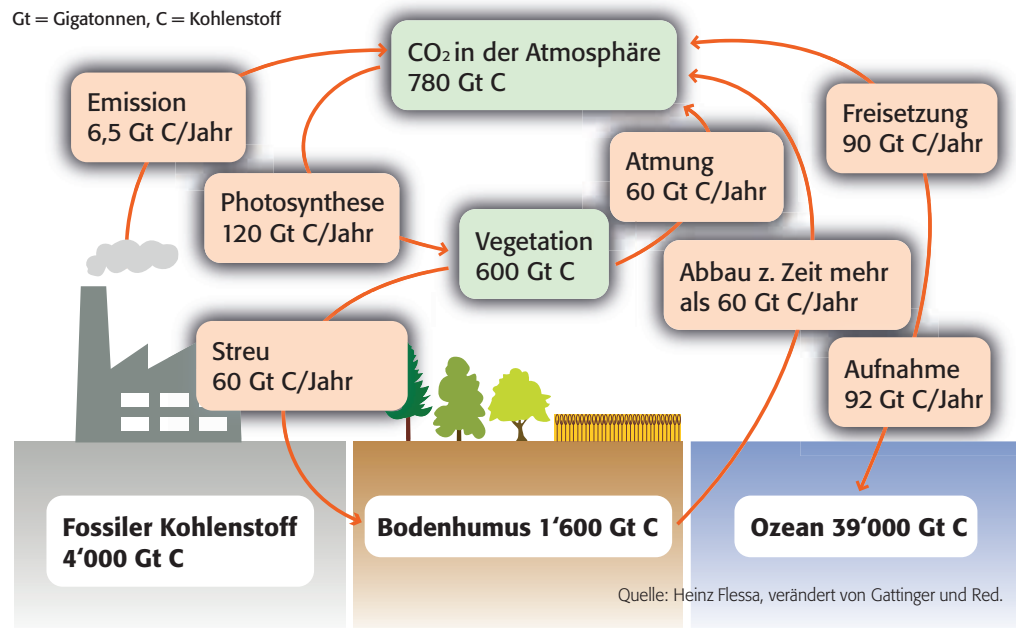 Gt = Gigatonnen, C = Kohlenstoff
CO₂ in der Atmosphäre
780 Gt C
Emission
6,5 Gt C/Jahr
Freisetzung
90 Gt C/Jahr
Atmung
60 Gt C/Jahr
Photosynthese
120 Gt C/Jahr
Vegetation
600 Gt C
Abbau z. Zeit mehr
als 60 Gt C/Jahr
Streu
60 Gt C/Jahr
Aufnahme
92 Gt C/Jahr
Fossiler Kohlenstoff
4‘000 Gt C
Bodenhumus 1‘600 Gt C
Ozean 39‘000 Gt C
Quelle: Heinz Flessa, verändert von Gattinger und Red.